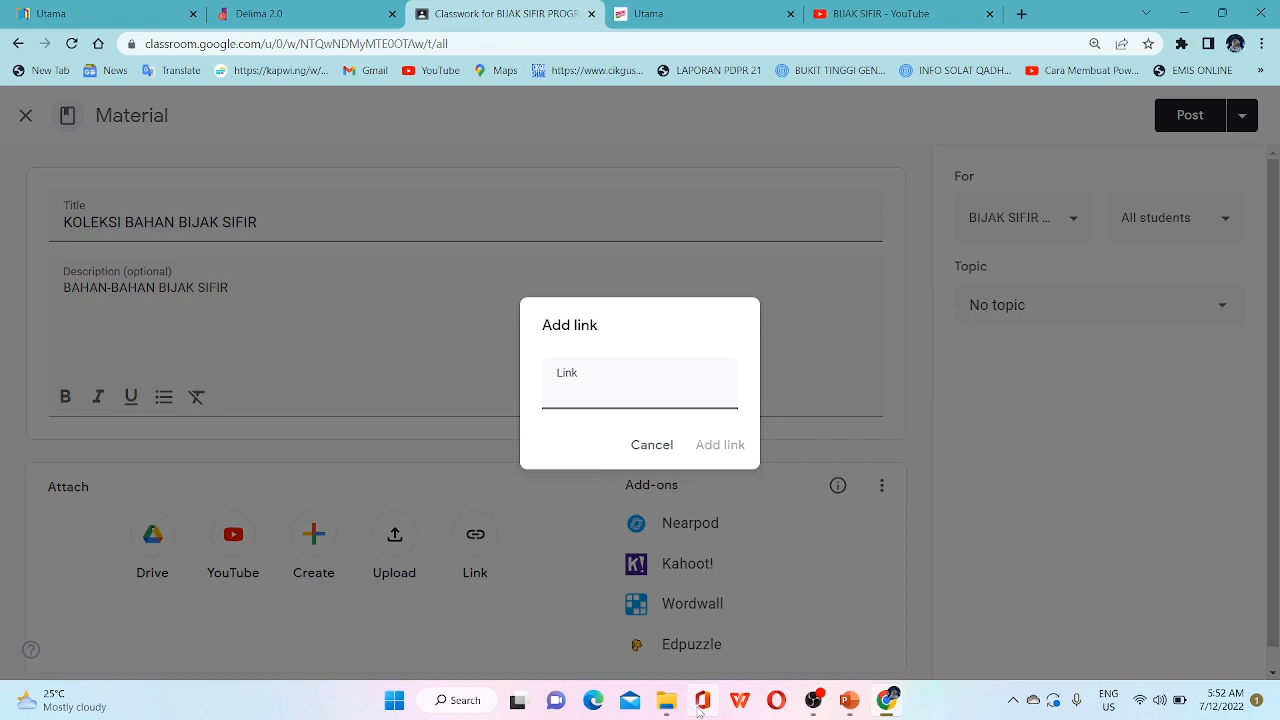 Utama
Delima 2.0
Classwork for BIJAK SIFIR PROGR
Utama
BIJAK SIFIR - YouTube
classroom.google.com/u/0/w/NTQwNDMyMTE0OTAw/t/all
New Tab
News
Translate
https://kapwi.ng/w/...
Gmail
YouTube
Maps
https://www.cikgus...
LAPORAN PDPR 21
BUKIT TINGGI GEN...
INFO SOLAT QADH...
Cara Membuat Pow...
EMIS ONLINE
»
Material
Post
Title
KOLEKSI BAHAN BIJAK SIFIR
Description (optional)
BAHAN-BAHAN BIJAK SIFIR
B I U
For
BIJAK SIFIR ...
All students
Topic
No topic
Add link
Link
Cancel
Add link
Attach
Drive
YouTube
Create
Upload
Link
Add-ons
Nearpod
Kahoot!
Wordwall
Edpuzzle
25°C
Mostly cloudy
Search
ENG
US
5:52 AM
7/12/2022
1